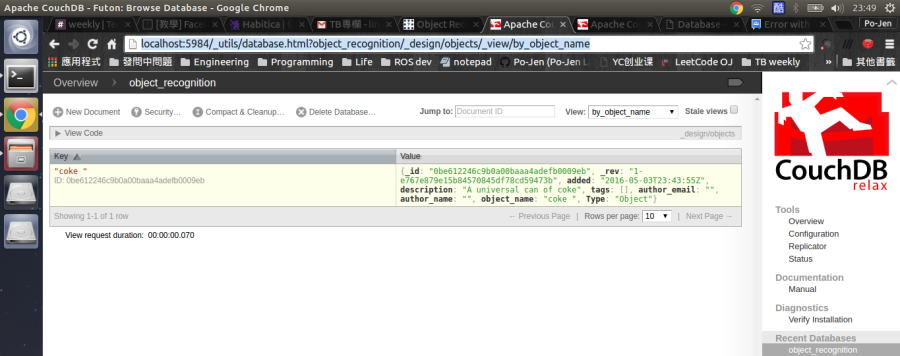 Apache CouchDB - Futon: Browse Database - Google Chrome
酷
23:49
weekly | Te
[教學] Face
Habitica |
TB專欄 - lin
Object Rec
Apache Co
Apache Co
Database -
Error with
Po-Jen
localhost:5984/_utils/database.html?object_recognition/_design/objects/_view/by_object_name
應用程式
發問中問題
Engineering
Programming
Life
ROS dev
notepad
Po-Jen (Po-Jen L
YC创业课
LeetCode OJ
TB weekly
»
其他書籤
Overview
object_recognition
New Document
Security…
Compact & Cleanup…
Delete Database…
Jump to:
Document ID
View:
by_object_name
Stale views
View Code
_design/objects
Key
Value
"coke "
ID: 0be612246c9b0a00baaa4adefb0009eb
{_id: "0be612246c9b0a00baaa4adefb0009eb", _rev: "1-
e767e879e15b84570845df78cd59473b", added: "2016-05-03T23:43:55Z",
description: "A universal can of coke", tags: [], author_email: "",
author_name: "", object_name: "coke ", Type: "Object"}
Showing 1-1 of 1 row
← Previous Page | Rows per page: 10 | Next Page →
View request duration: 00:00:00.070
CouchDB
relax
Tools
Overview
Configuration
Replicator
Status
Documentation
Manual
Diagnostics
Verify Installation
Recent Databases
object_recognition